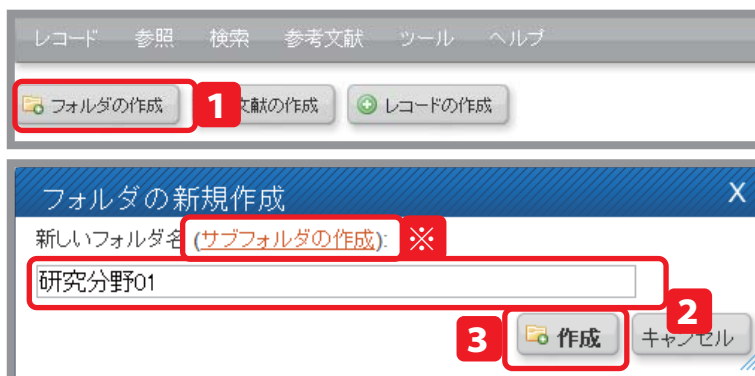 レコード 参照 検索 参考文献 ツール ヘルプ
フォルダの作成 1 文献の作成 レコードの作成
フォルダの新規作成 X
新しいフォルダ名 (サブフォルダの作成): ※
研究分野01
2
3 作成 キャンセル